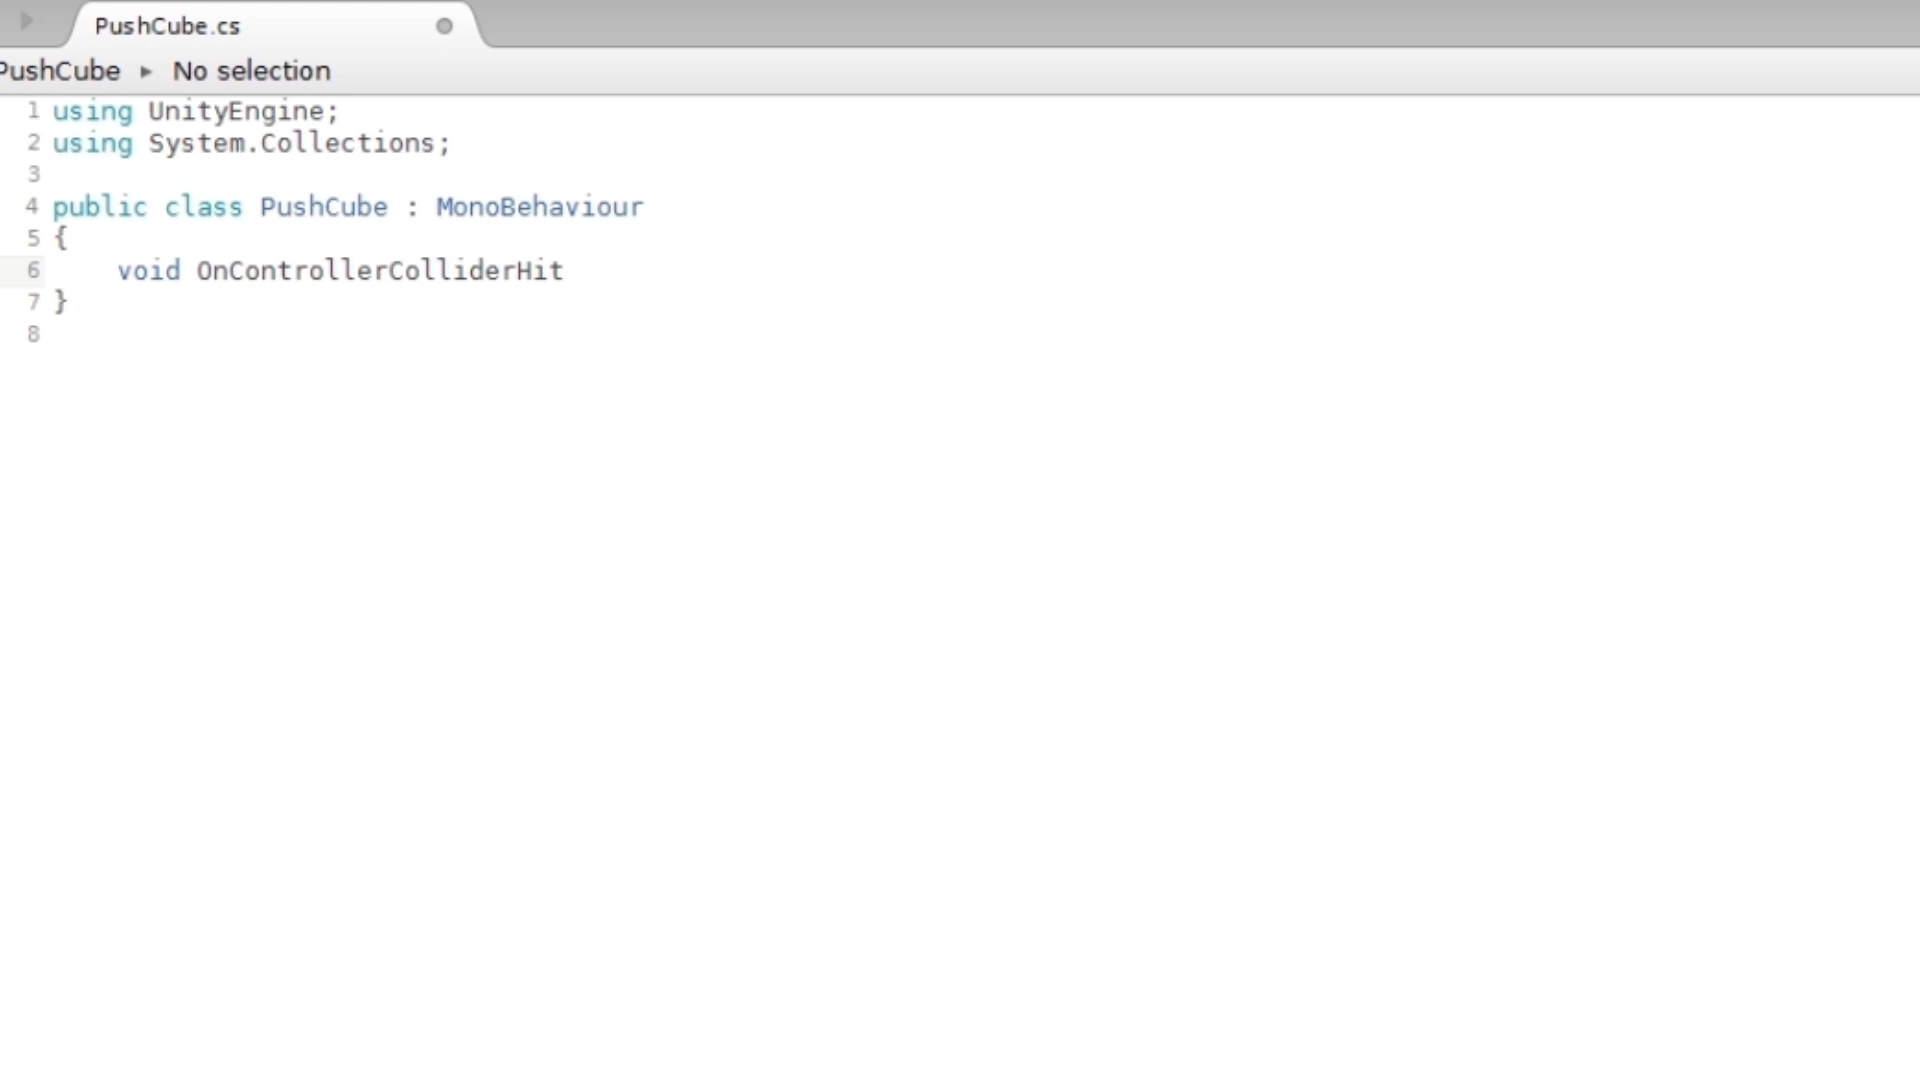 PushCube.cs
PushCube ▸ No selection
1 using UnityEngine;
2 using System.Collections;
3
4 public class PushCube : MonoBehaviour
5 {
6     void OnControllerColliderHit
7 }
8